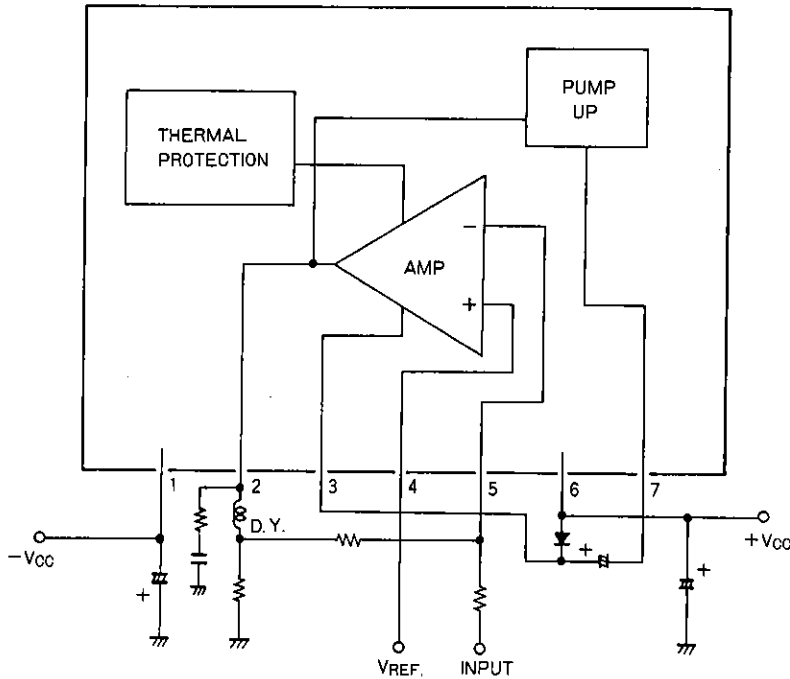 PUMP
UP
THERMAL
PROTECTION
−
AMP
+
1 2 3 4 5 6 7
D.Y.
−VCC
+
+
+VCC
+
VREF.
INPUT